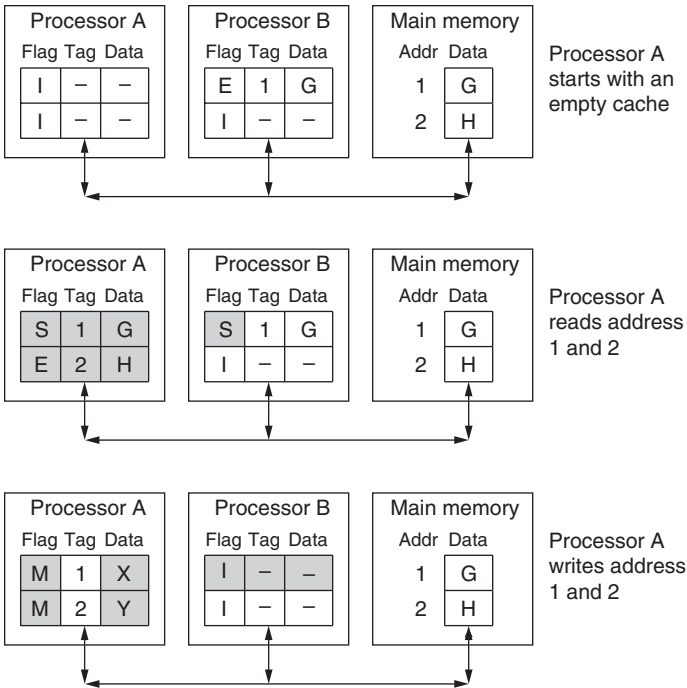 Processor A Processor B Main memory
Flag Tag Data Flag Tag Data Addr Data
I – – E 1 G 1 G
I – – I – – 2 H
Processor A
starts with an
empty cache
Processor A Processor B Main memory
Flag Tag Data Flag Tag Data Addr Data
S 1 G S 1 G 1 G
E 2 H I – – 2 H
Processor A
reads address
1 and 2
Processor A Processor B Main memory
Flag Tag Data Flag Tag Data Addr Data
M 1 X I – – 1 G
M 2 Y I – – 2 H
Processor A
writes address
1 and 2